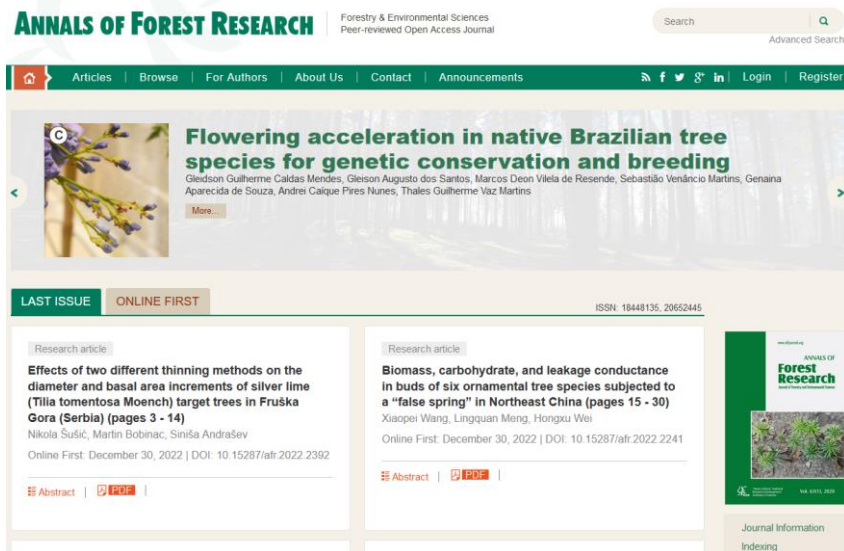 ANNALS OF FOREST RESEARCH
Forestry & Environmental Sciences
Peer-reviewed Open Access Journal
Search
Advanced Search
Articles | Browse | For Authors | About Us | Contact | Announcements
Login | Register
C
Flowering acceleration in native Brazilian tree
species for genetic conservation and breeding
Gleidson Guilherme Caldas Mendes, Gleison Augusto dos Santos, Marcos Deon Vilela de Resende, Sebastião Venâncio Martins, Genaina
Aparecida de Souza, Andrei Caíque Pires Nunes, Thales Guilherme Vaz Martins
More...
LAST ISSUE
ONLINE FIRST
ISSN: 18448135, 20652445
Research article
Effects of two different thinning methods on the
diameter and basal area increments of silver lime
(Tilia tomentosa Moench) target trees in Fruška
Gora (Serbia) (pages 3 - 14)
Nikola Šušić, Martin Bobinac, Siniša Andrašev
Online First: December 30, 2022 | DOI: 10.15287/afr.2022.2392
Abstract | PDF |
Research article
Biomass, carbohydrate, and leakage conductance
in buds of six ornamental tree species subjected to
a “false spring” in Northeast China (pages 15 - 30)
Xiaopei Wang, Lingquan Meng, Hongxu Wei
Online First: December 30, 2022 | DOI: 10.15287/afr.2022.2241
Abstract | PDF |
ANNALS OF
Forest
Research
Journal Information
Indexing